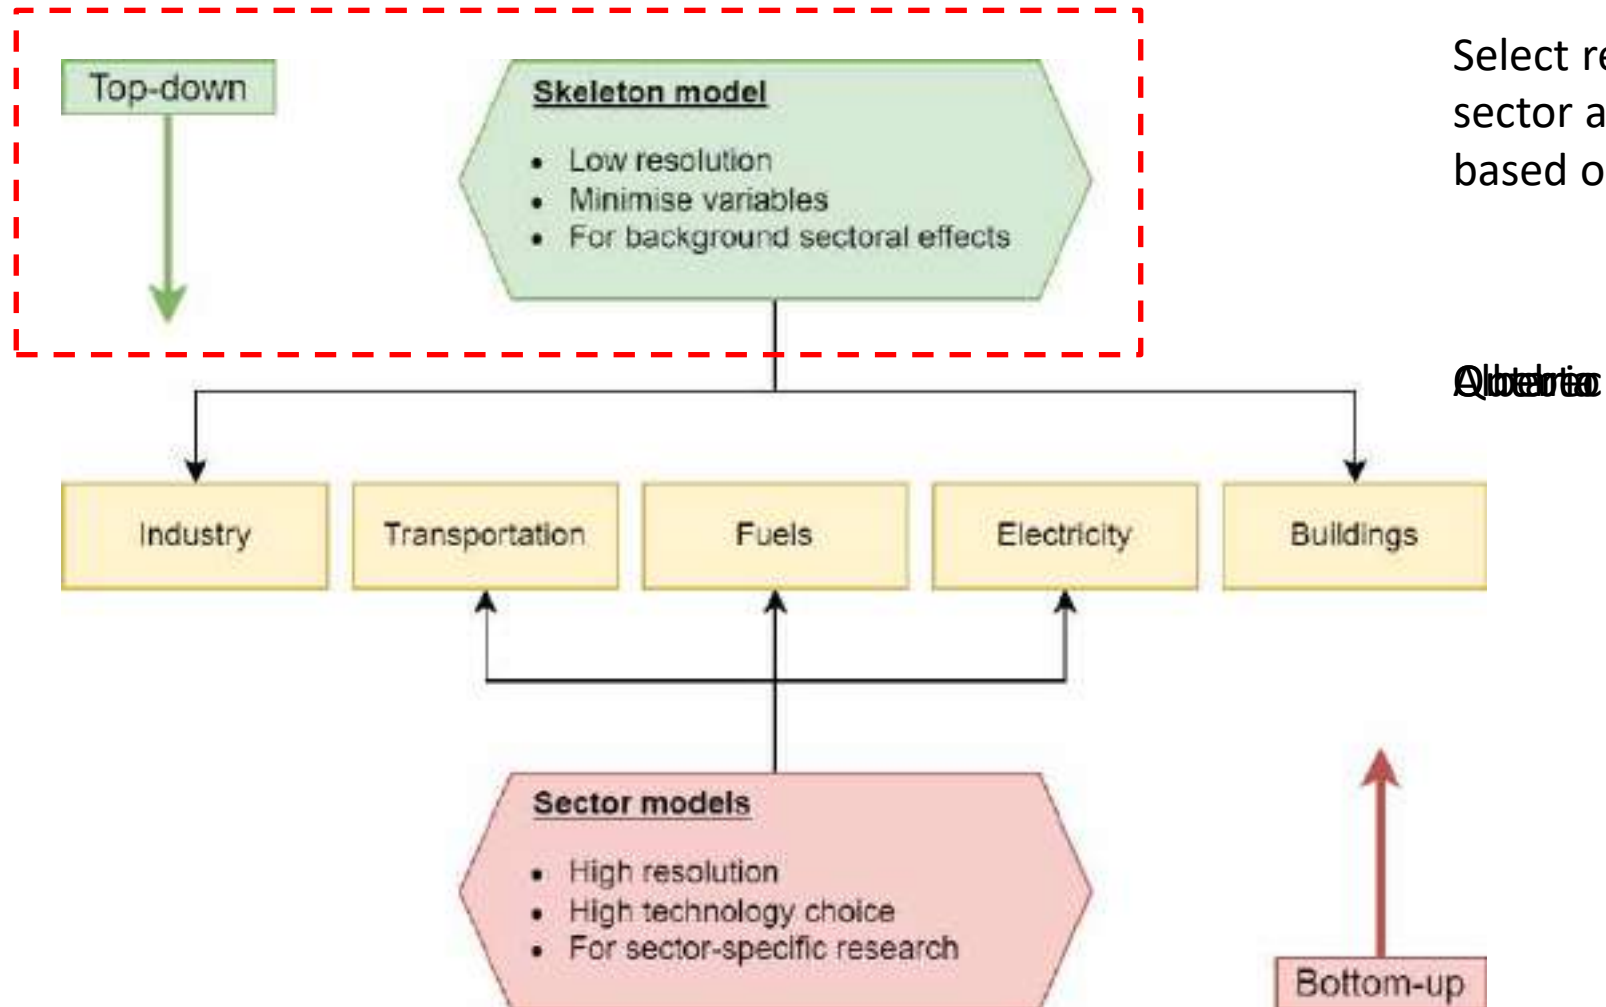 Top-down
Skeleton model
• Low resolution
• Minimise variables
• For background sectoral effects
Select re
sector a
based o
Industry
Transportation
Fuels
Electricity
Buildings
Sector models
• High resolution
• High technology choice
• For sector-specific research
Bottom-up